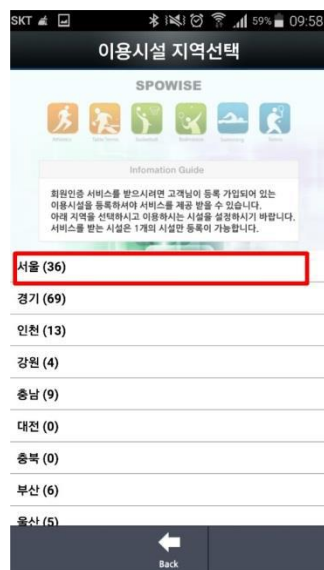 SKT 59% 09:58
이용시설 지역선택
SPOWISE
Infomation Guide
회원인증 서비스를 받으시려면 고객님이 등록 가입되어 있는
이용시설을 등록하셔야 서비스를 제공 받을 수 있습니다.
아래 지역을 선택하시고 이용하시는 시설을 설정하시기 바랍니다.
서비스를 받는 시설은 1개의 시설만 등록이 가능합니다.
서울 (36)
경기 (69)
인천 (13)
강원 (4)
충남 (9)
대전 (0)
충북 (0)
부산 (6)
울산 (5)
Back